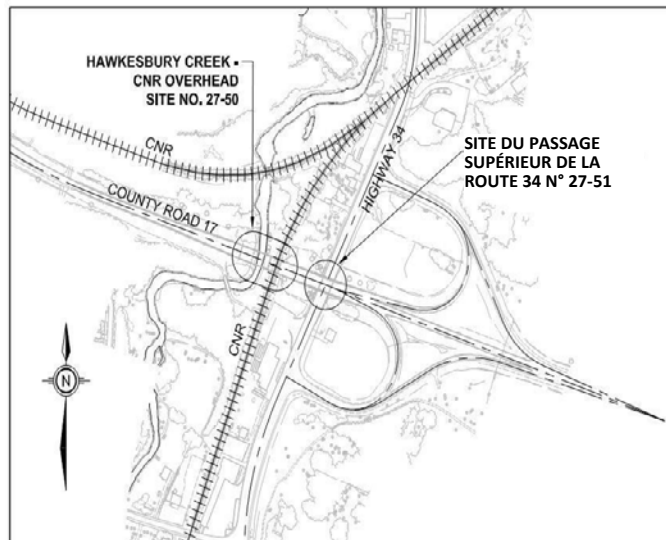 HAWKESBURY CREEK -
CNR OVERHEAD
SITE NO. 27-50
CNR
HIGHWAY 34
SITE DU PASSAGE
SUPÉRIEUR DE LA
ROUTE 34 N° 27-51
COUNTY ROAD 17
CNR
N